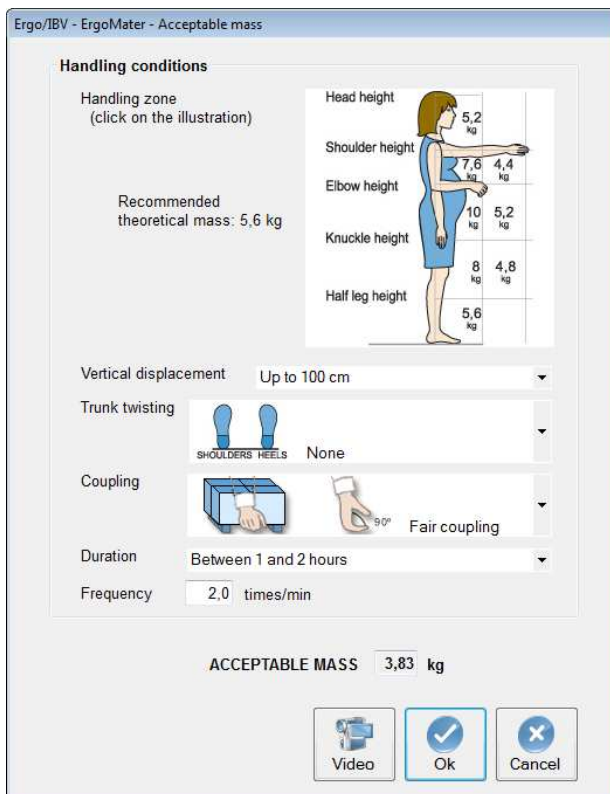 Ergo/IBV - ErgoMater - Acceptable mass
Handling conditions
Handling zone
(click on the illustration)
Recommended
theoretical mass: 5,6 kg
Head height
5,2
kg
Shoulder height
7,6 4,4
kg kg
Elbow height
10 5,2
kg kg
Knuckle height
8 4,8
kg kg
Half leg height
5,6
kg
Vertical displacement Up to 100 cm
Trunk twisting
SHOULDERS HEELS None
Coupling
90º Fair coupling
Duration Between 1 and 2 hours
Frequency 2,0 times/min
ACCEPTABLE MASS 3,83 kg
Video Ok Cancel